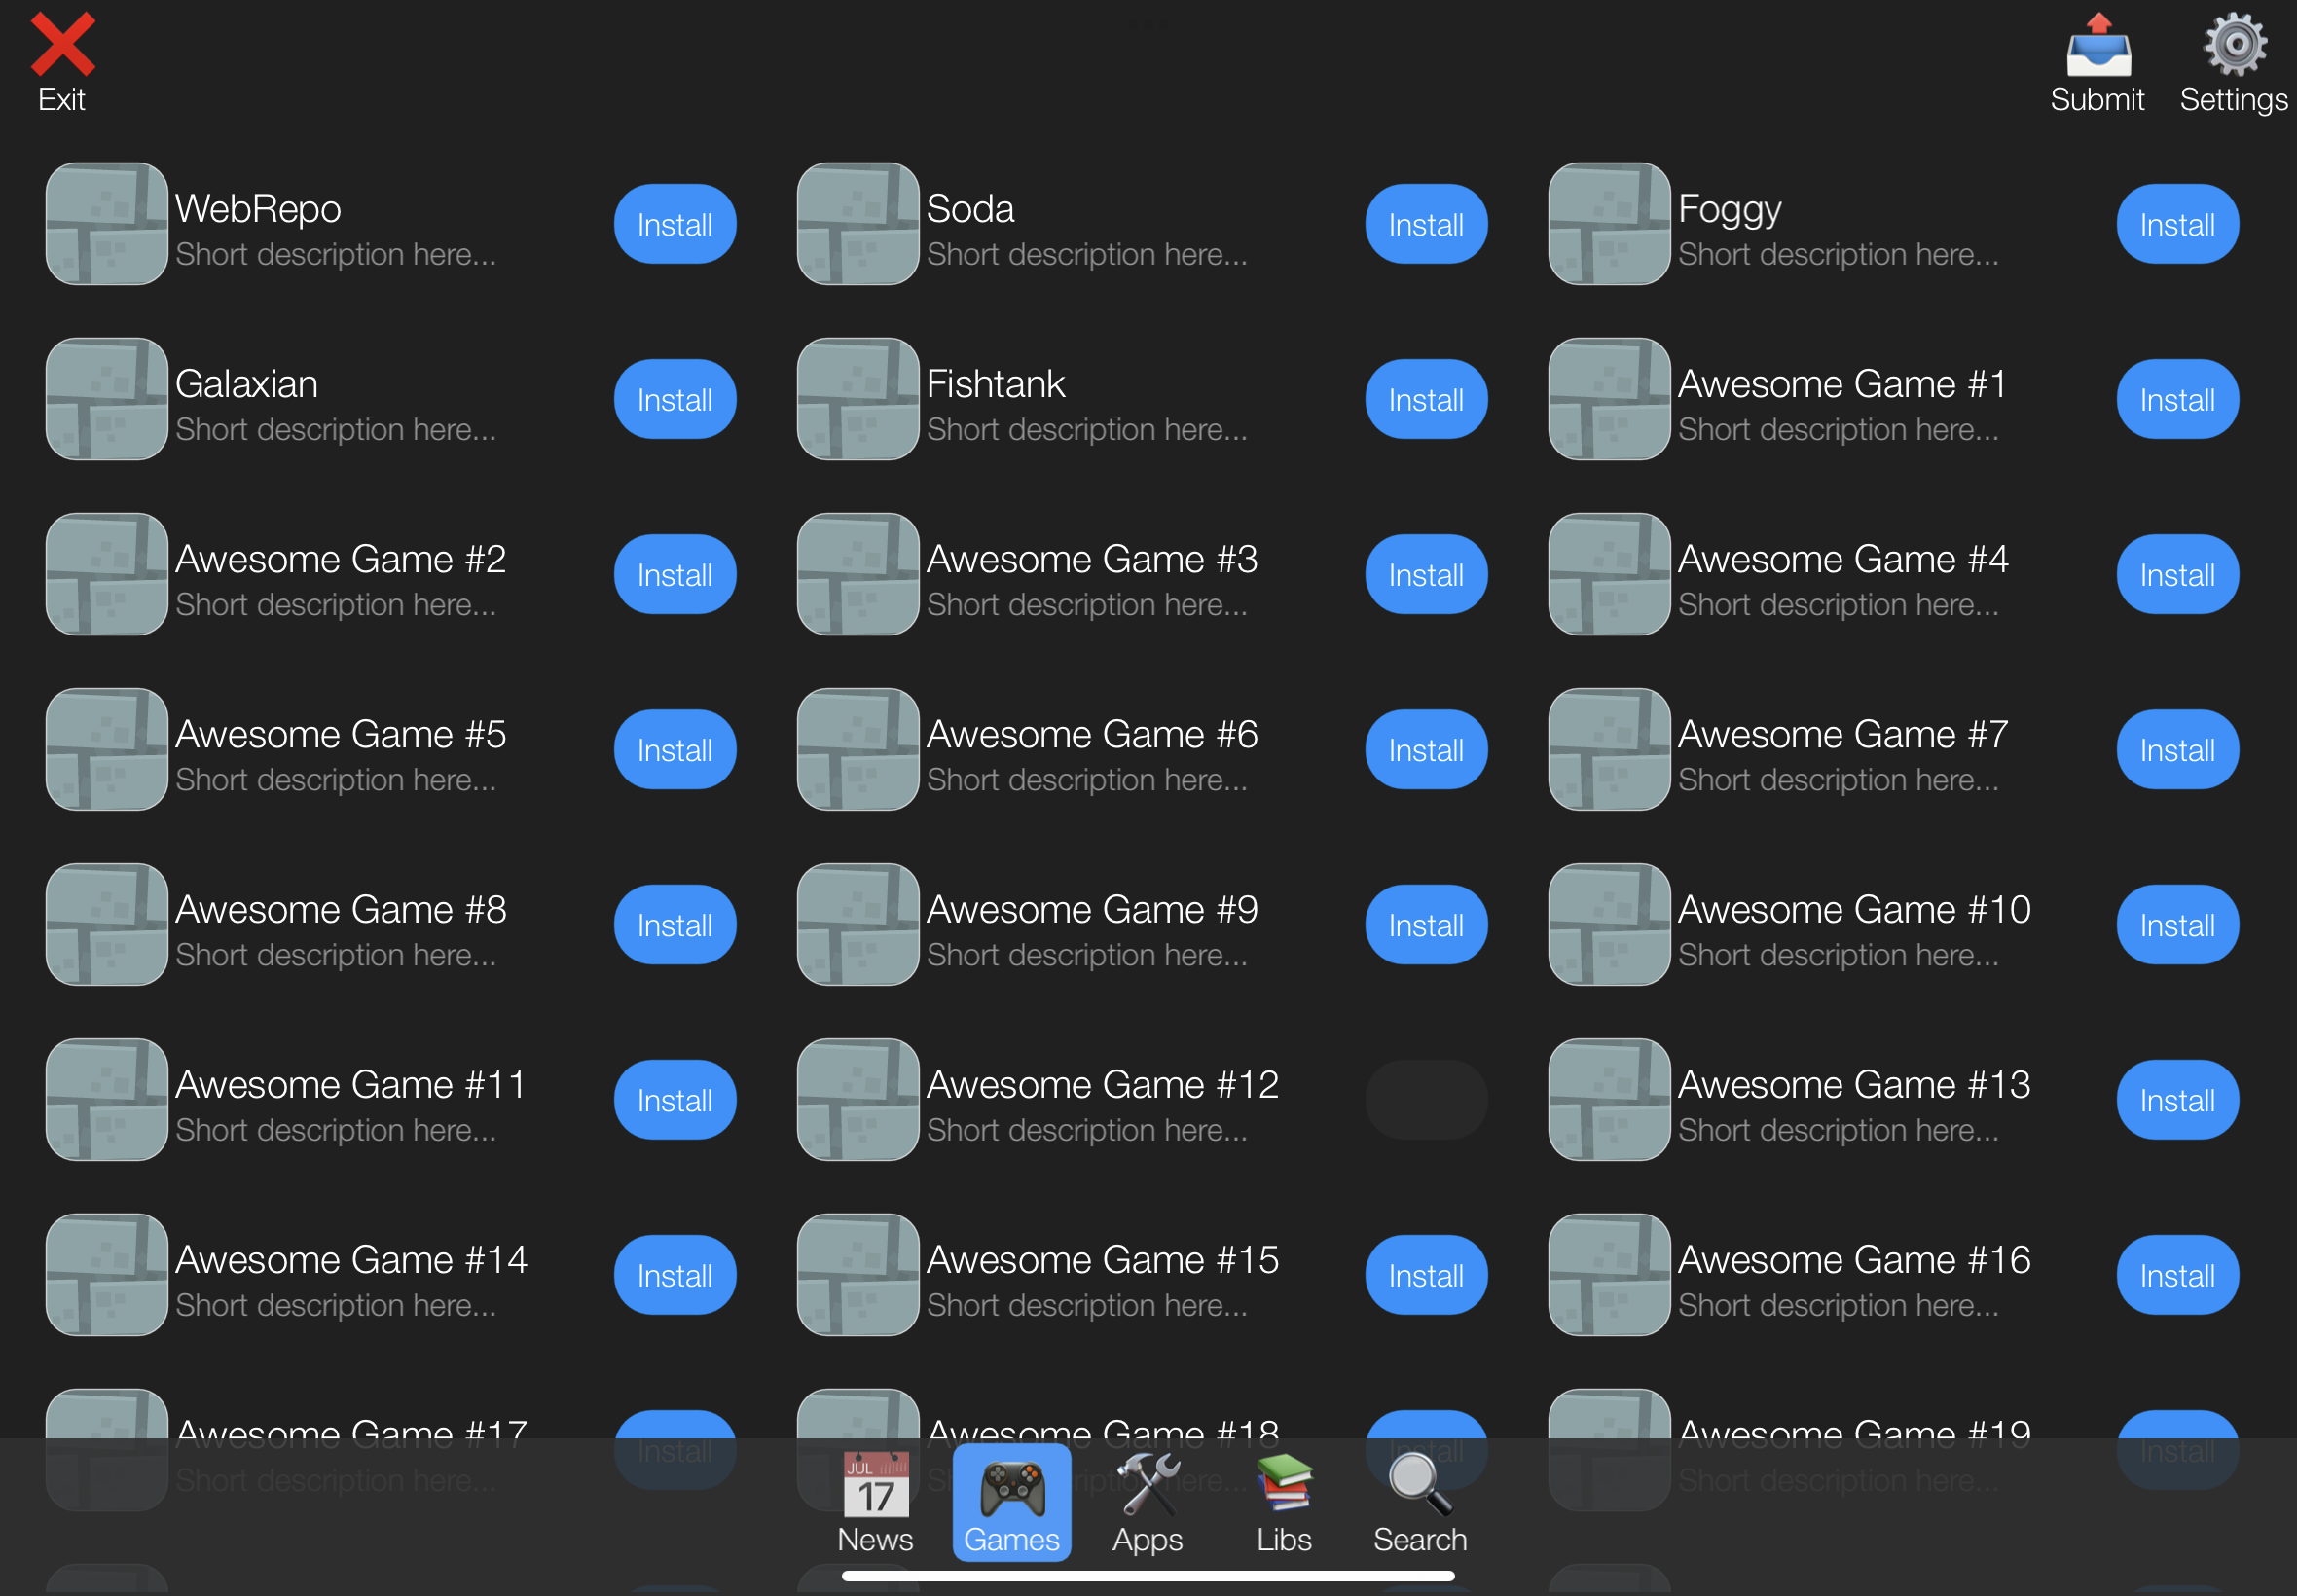 Exit
Submit
Settings
WebRepo
Short description here...
Install
Soda
Short description here...
Install
Foggy
Short description here...
Install
Galaxian
Short description here...
Install
Fishtank
Short description here...
Install
Awesome Game #1
Short description here...
Install
Awesome Game #2
Short description here...
Install
Awesome Game #3
Short description here...
Install
Awesome Game #4
Short description here...
Install
Awesome Game #5
Short description here...
Install
Awesome Game #6
Short description here...
Install
Awesome Game #7
Short description here...
Install
Awesome Game #8
Short description here...
Install
Awesome Game #9
Short description here...
Install
Awesome Game #10
Short description here...
Install
Awesome Game #11
Short description here...
Install
Awesome Game #12
Short description here...
Awesome Game #13
Short description here...
Install
Awesome Game #14
Short description here...
Install
Awesome Game #15
Short description here...
Install
Awesome Game #16
Short description here...
Install
Awesome Game #17
Short description here...
Install
Awesome Game #18
Install
Awesome Game #19
Short description here...
Install
JUL
17
News
Games
Apps
Libs
Search